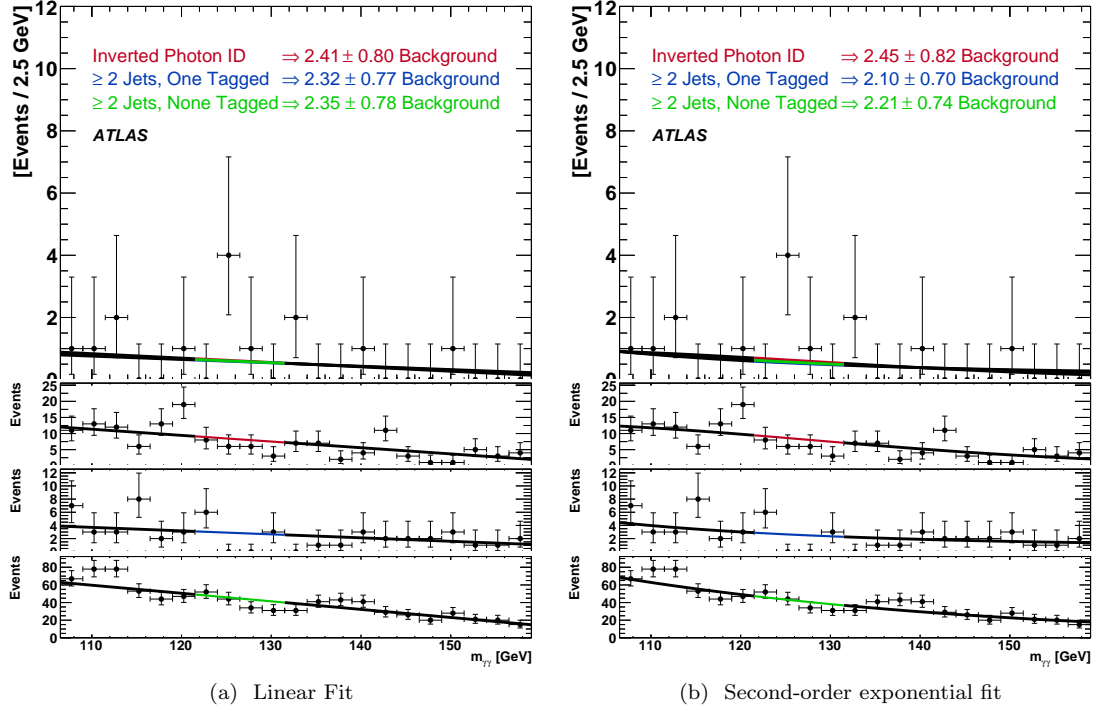 [Events / 2.5 GeV]
12
10
8
6
4
2
0
Inverted Photon ID ⇒ 2.41 ± 0.80 Background
≥ 2 Jets, One Tagged ⇒ 2.32 ± 0.77 Background
≥ 2 Jets, None Tagged ⇒ 2.35 ± 0.78 Background
ATLAS
Events
25
20
15
10
5
0
Events
12
10
8
6
4
2
0
Events
80
60
40
20
0
110 120 130 140 150
m_γγ [GeV]
(a) Linear Fit
[Events / 2.5 GeV]
12
10
8
6
4
2
0
Inverted Photon ID ⇒ 2.45 ± 0.82 Background
≥ 2 Jets, One Tagged ⇒ 2.10 ± 0.70 Background
≥ 2 Jets, None Tagged ⇒ 2.21 ± 0.74 Background
ATLAS
Events
25
20
15
10
5
0
Events
12
10
8
6
4
2
0
Events
80
60
40
20
0
110 120 130 140 150
m_γγ [GeV]
(b) Second-order exponential fit